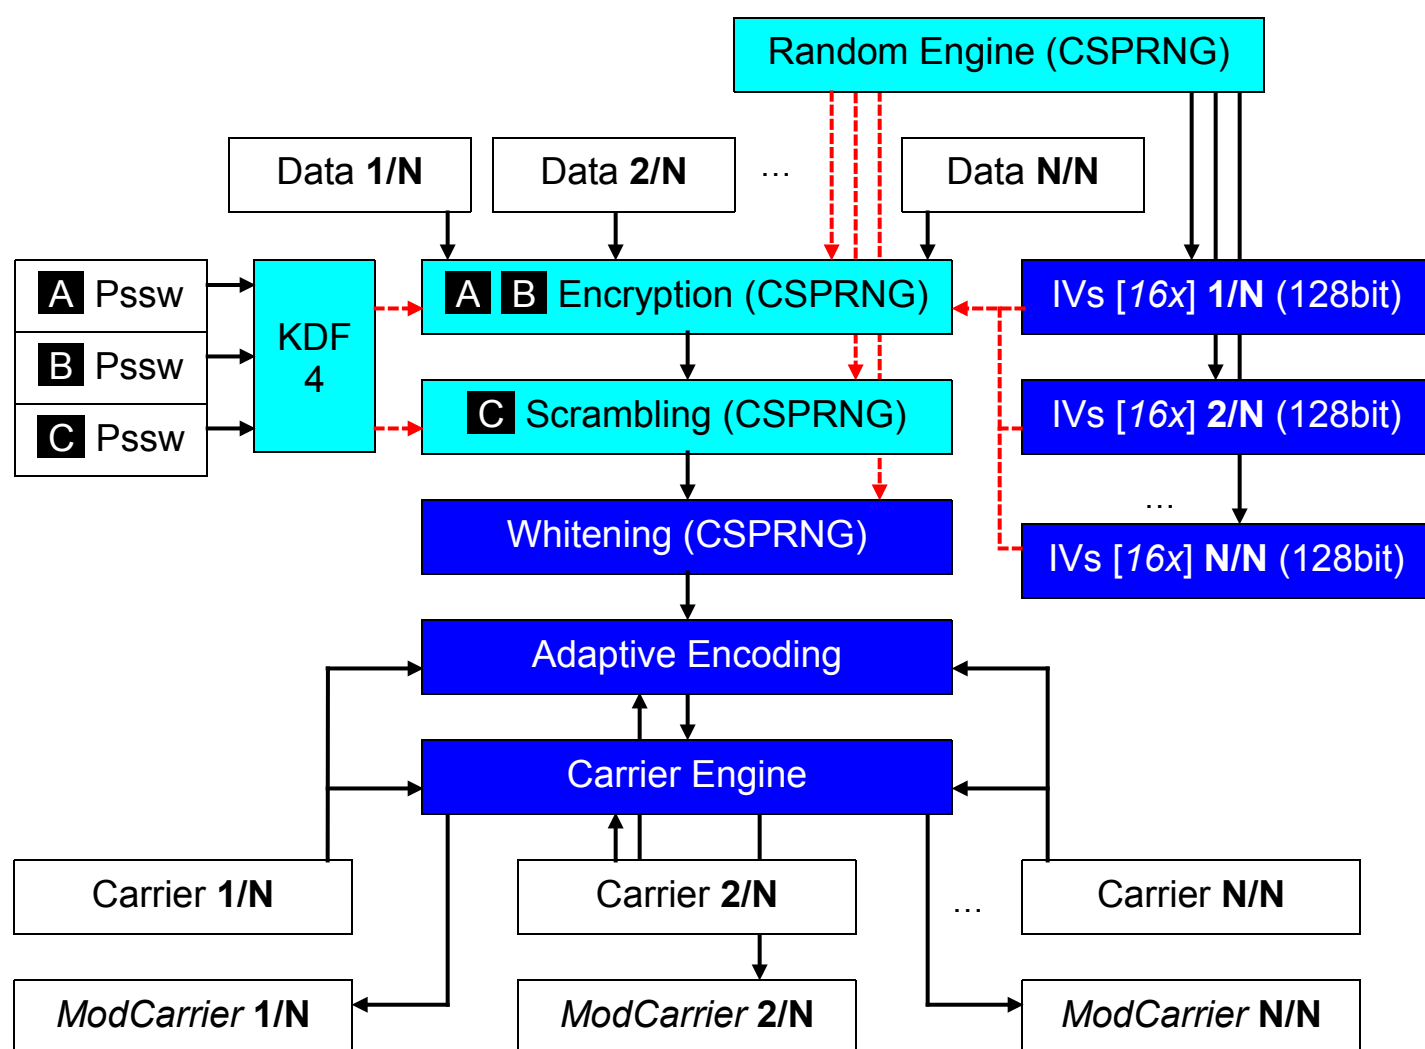 Random Engine (CSPRNG)
Data 1/N
Data 2/N
...
Data N/N
A Pssw
B Pssw
C Pssw
KDF
4
A B Encryption (CSPRNG)
IVs [16x] 1/N (128bit)
C Scrambling (CSPRNG)
IVs [16x] 2/N (128bit)
...
Whitening (CSPRNG)
IVs [16x] N/N (128bit)
Adaptive Encoding
Carrier Engine
Carrier 1/N
Carrier 2/N
...
Carrier N/N
ModCarrier 1/N
ModCarrier 2/N
ModCarrier N/N